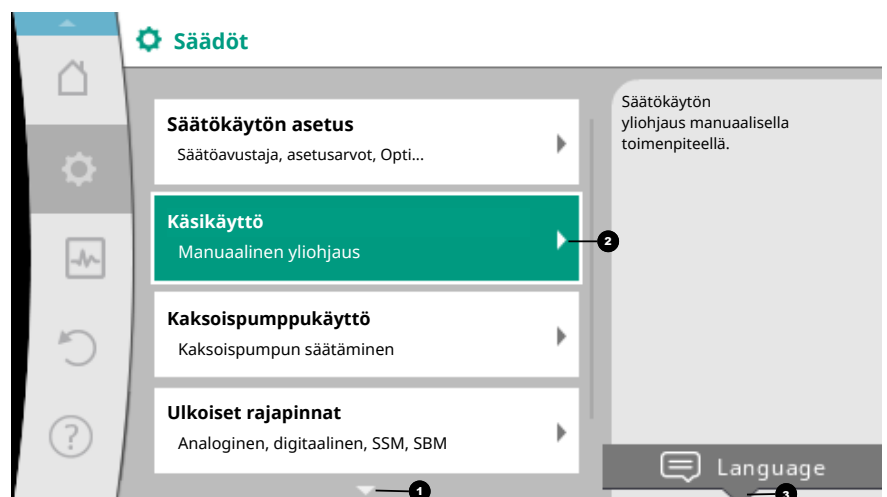 Säädöt
Säätökäytön asetus
Säätöavustaja, asetusarvot, Opti...
Käsikäyttö
Manuaalinen yliohjaus
2
Kaksoispumppukäyttö
Kaksoispumpun säätäminen
Ulkoiset rajapinnat
Analoginen, digitaalinen, SSM, SBM
1
Säätökäytön
yliohjaus manuaalisella
toimenpiteellä.
?
Language
3